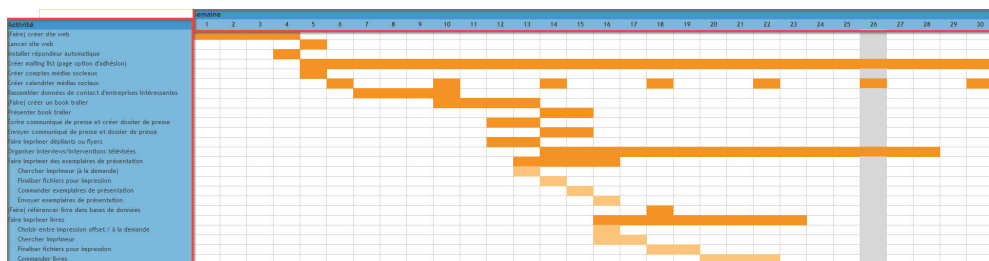 Semaine
Activité 1 2 3 4 5 6 7 8 9 10 11 12 13 14 15 16 17 18 19 20 21 22 23 24 25 26 27 28 29 30
(Faire) créer site web
Lancer site web
Installer répondeur automatique
Créer mailing list (page option d'adhésion)
Créer comptes médias sociaux
Créer calendrier médias sociaux
Rassembler données de contact d'entreprises intéressantes
(Faire) créer un book trailer
Présenter book trailer
Écrire communiqué de presse et créer dossier de presse
Envoyer communiqué de presse et dossier de presse
Faire imprimer dépliants ou flyers
Organiser interviews/interventions télévisées
Faire imprimer des exemplaires de présentation
Chercher imprimeur (à la demande)
Finaliser fichiers pour impression
Commander exemplaires de présentation
Envoyer exemplaires de présentation
(Faire) référencer livre dans bases de données
Faire imprimer livres
Choisir entre impression offset / à la demande
Chercher imprimeur
Finaliser fichiers pour impression
Commander livres